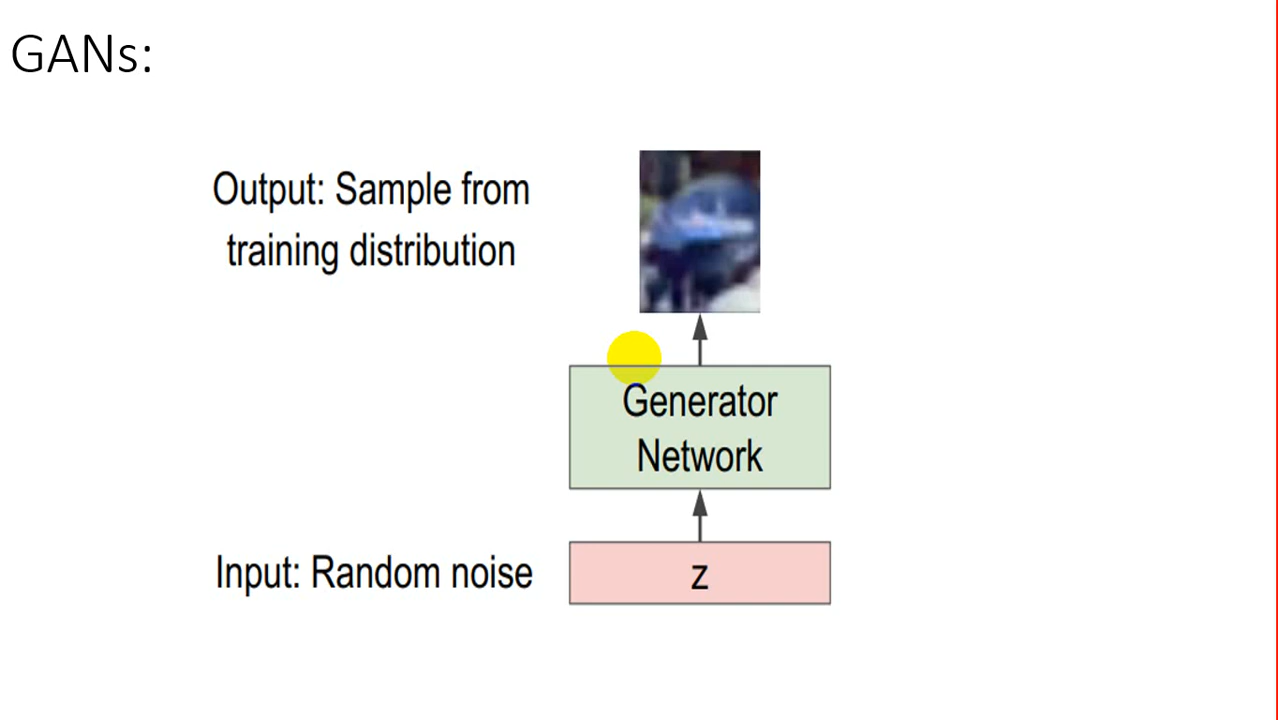 GANs:
Output: Sample from
training distribution
Generator
Network
Input: Random noise
z